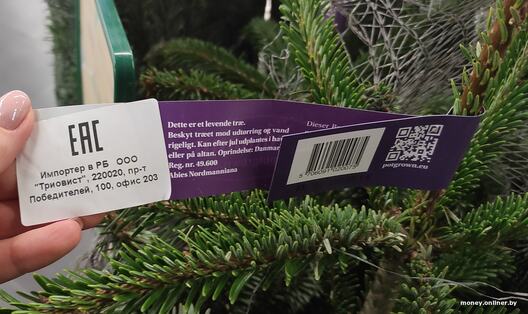 EAC
Импортер в РБ ООО
"Триовист", 220020, пр-т
Победителей, 100, офис 203
Dette er et levende træ.
Beskyt træet mod udtørring og vand
rigeligt. Kan efter jul udplantes i ha
eller på altan. Oprindelse: Danmar
Reg. nr. 49.600
Abies Nordmanniana
Dieser
potgrown.eu
money.onliner.by